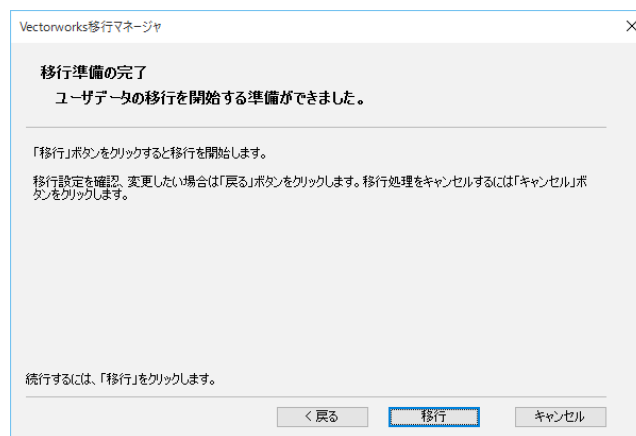 Vectorworks移行マネージャ
移行準備の完了
ユーザデータの移行を開始する準備ができました。
「移行」ボタンをクリックすると移行を開始します。
移行設定を確認、変更したい場合は「戻る」ボタンをクリックします。移行処理をキャンセルするには「キャンセル」ボ
タンをクリックします。
続行するには、「移行」をクリックします。
< 戻る 移行 キャンセル